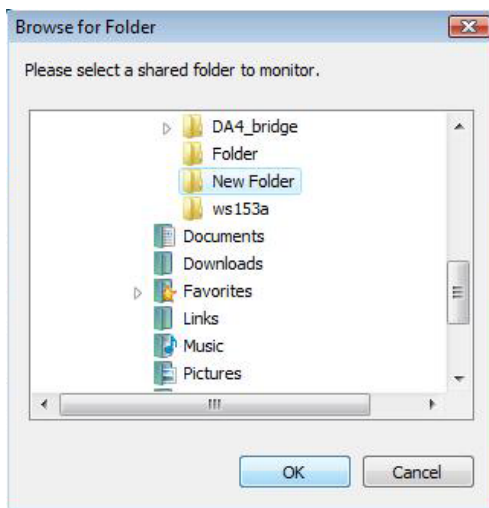 Browse for Folder
Please select a shared folder to monitor.
DA4_bridge
Folder
New Folder
ws153a
Documents
Downloads
Favorites
Links
Music
Pictures
OK Cancel